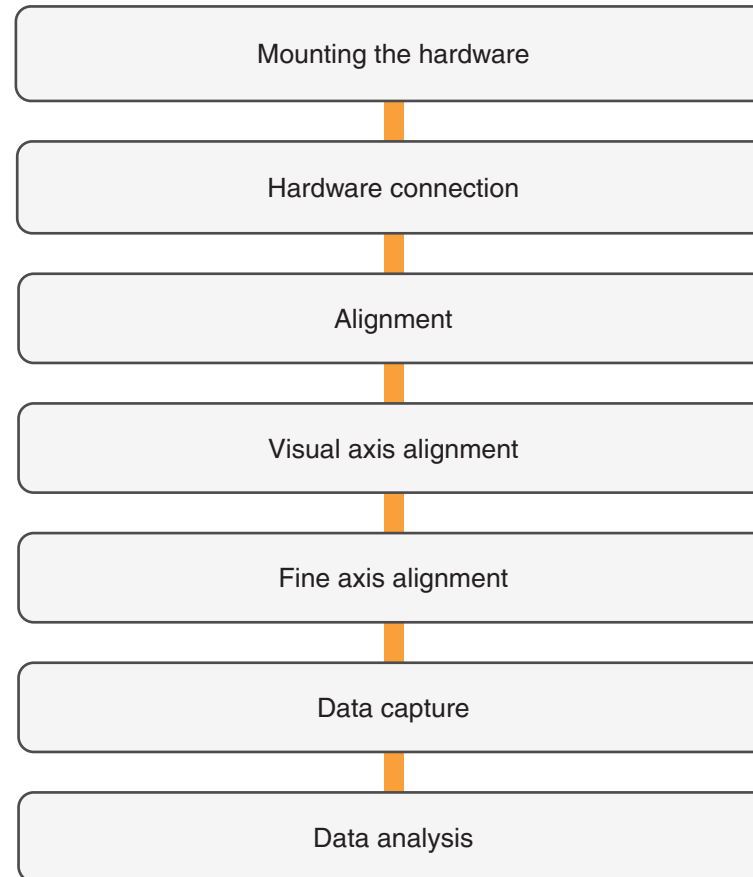 Mounting the hardware
Hardware connection
Alignment
Visual axis alignment
Fine axis alignment
Data capture
Data analysis